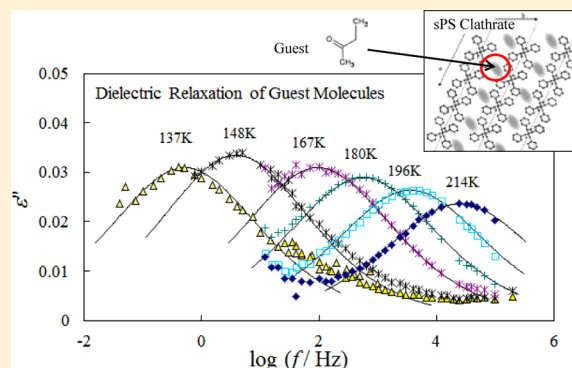 sPS Clathrate
CH₃
Guest
O
CH₃
Dielectric Relaxation of Guest Molecules
137K
148K
167K
180K
196K
214K
ε"
0.05
0.04
0.03
0.02
0.01
0
-2
0
2
4
6
log (f / Hz)